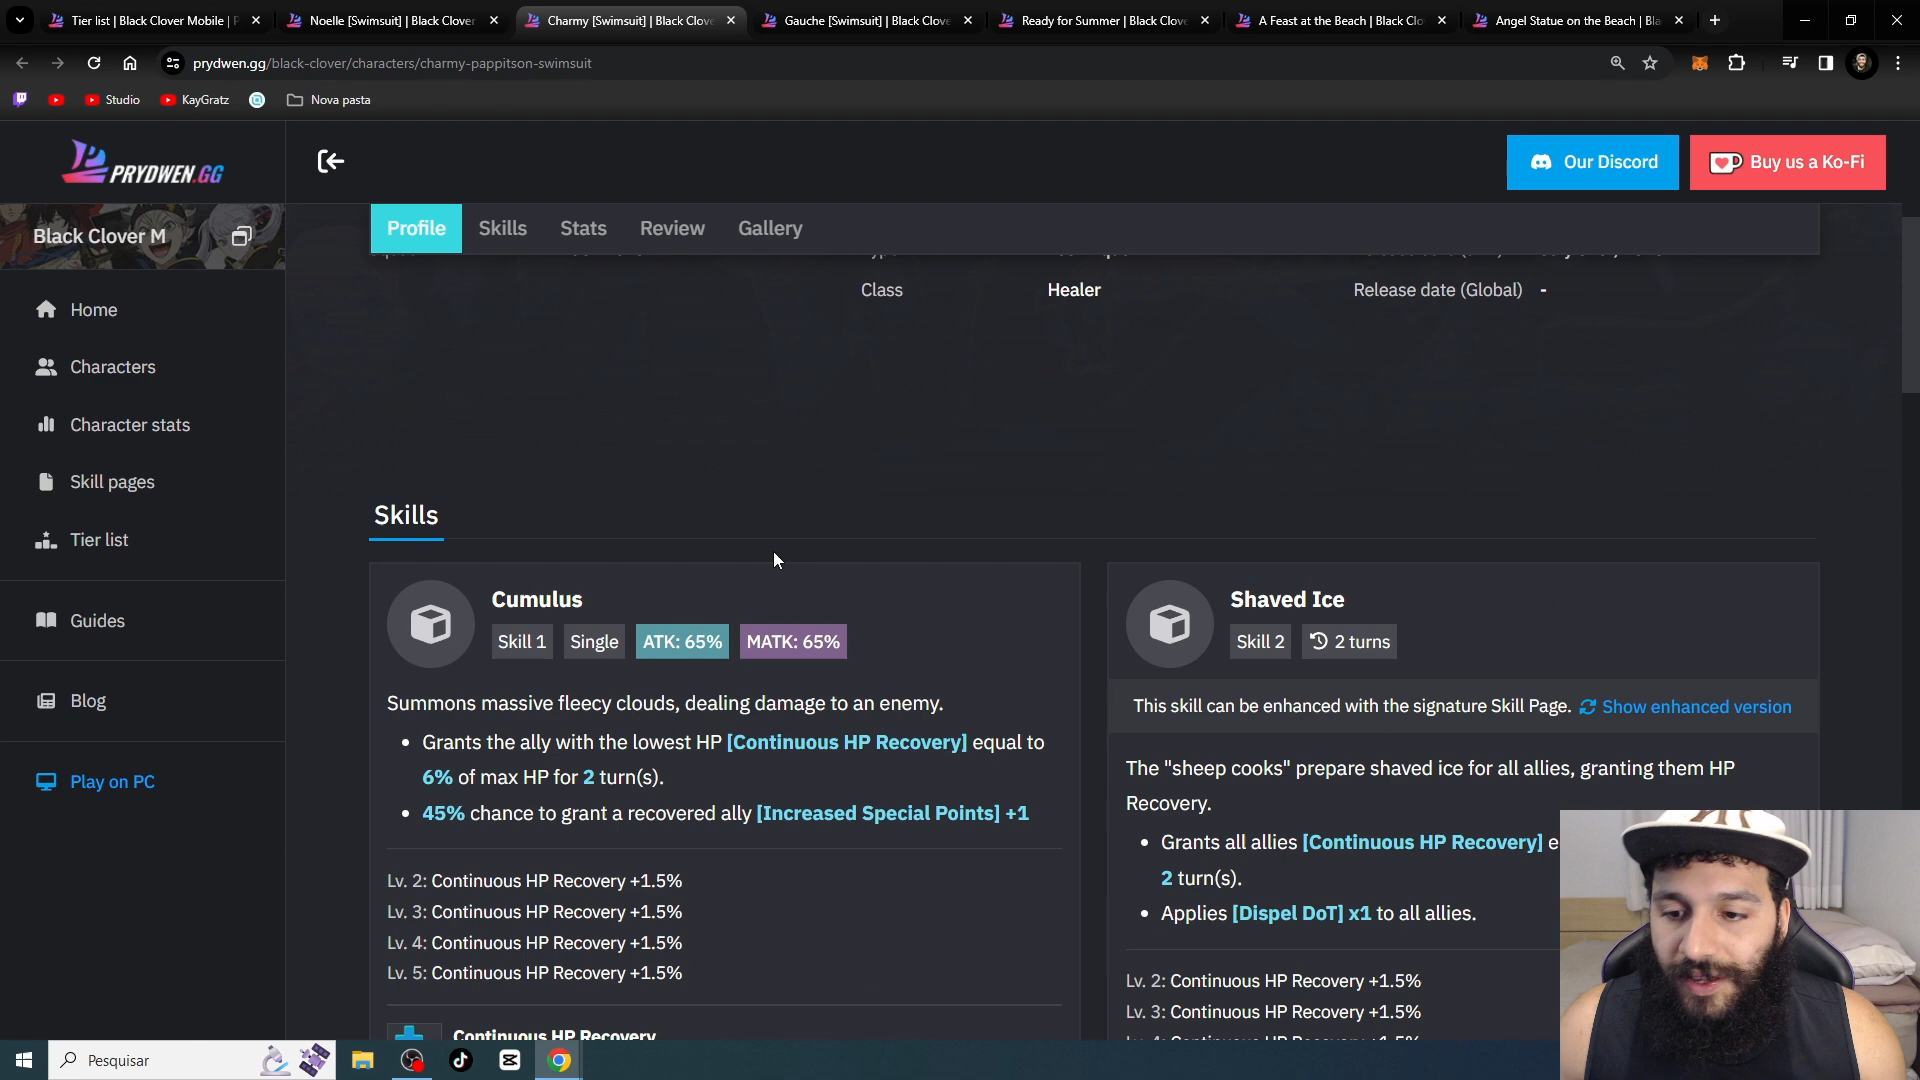 Tier list | Black Clover Mobile | P
Noelle [Swimsuit] | Black Clover
Charmy [Swimsuit] | Black Clove
Gauche [Swimsuit] | Black Clove
Ready for Summer | Black Clove
A Feast at the Beach | Black Clo
Angel Statue on the Beach | Bla
prydwen.gg/black-clover/characters/charmy-pappitson-swimsuit
Studio
KayGratz
Nova pasta
PRYDWEN.GG
Our Discord
Buy us a Ko-Fi
Black Clover M
Profile
Skills
Stats
Review
Gallery
Class
Healer
Release date (Global) -
Home
Characters
Character stats
Skill pages
Tier list
Guides
Blog
Play on PC
Skills
Cumulus
Skill 1
Single
ATK: 65%
MATK: 65%
Summons massive fleecy clouds, dealing damage to an enemy.
• Grants the ally with the lowest HP [Continuous HP Recovery] equal to
6% of max HP for 2 turn(s).
• 45% chance to grant a recovered ally [Increased Special Points] +1
Lv. 2: Continuous HP Recovery +1.5%
Lv. 3: Continuous HP Recovery +1.5%
Lv. 4: Continuous HP Recovery +1.5%
Lv. 5: Continuous HP Recovery +1.5%
Continuous HP Recovery
Shaved Ice
Skill 2
2 turns
This skill can be enhanced with the signature Skill Page. Show enhanced version
The "sheep cooks" prepare shaved ice for all allies, granting them HP
Recovery.
• Grants all allies [Continuous HP Recovery] e
2 turn(s).
• Applies [Dispel DoT] x1 to all allies.
Lv. 2: Continuous HP Recovery +1.5%
Lv. 3: Continuous HP Recovery +1.5%
Pesquisar